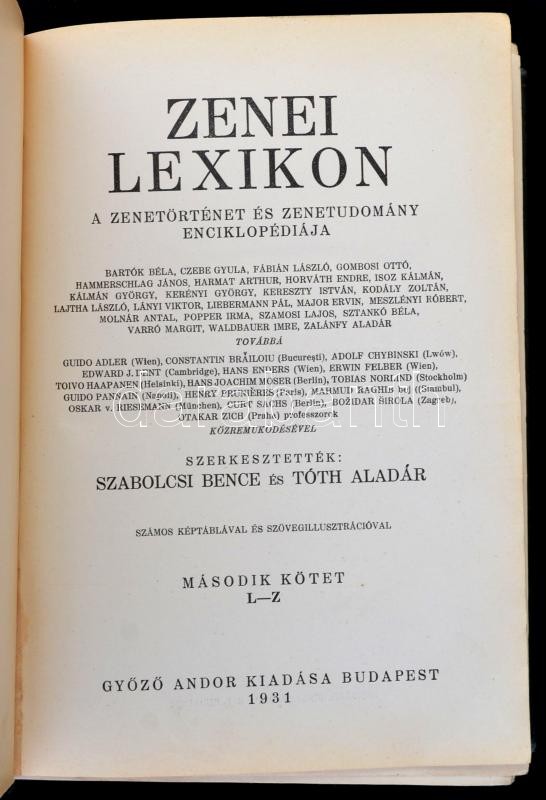 ZENEI
LEXIKON
A ZENETÖRTÉNET ÉS ZENETUDOMÁNY
ENCIKLOPÉDIÁJA
BARTÓK BÉLA, CZEBE GYULA, FÁBIÁN LÁSZLÓ, GOMBOSI OTTÓ,
HAMMERSCHLAG JÁNOS, HARMAT ARTHUR, HORVÁTH ENDRE, ISOZ KÁLMÁN,
KÁLMÁN GYÖRGY, KERÉNYI GYÖRGY, KERESZTY ISTVÁN, KODÁLY ZOLTÁN,
LAJTHA LÁSZLÓ, LÁNYI VIKTOR, LIEBERMANN PÁL, MAJOR ERVIN, MESZLÉNYI RÓBERT,
MOLNÁR ANTAL, POPPER IRMA, SZAMOSI LAJOS, SZTANKÓ BÉLA,
VARRÓ MARGIT, WALDBAUER IMRE, ZALÁNFY ALADÁR
TOVÁBBÁ
GUIDO ADLER (Wien), CONSTANTIN BRĂILOIU (București), ADOLF CHYBINSKI (Lwów),
EDWARD J. DENT (Cambridge), HANS ENDERS (Wien), ERWIN FELBER (Wien),
TOIVO HAAPANEN (Helsinki), HANS JOACHIM MOSER (Berlin), TOBIAS NORLIND (Stockholm)
GUIDO PANNAIN (Napoli), HENRY PRUNIÈRES (Paris), MAHMUD RAGHIB bej ((Stambul),
OSKAR v. RIESEMANN (München), CURT SACHS (Berlin), BOŽIDAR ŠIROLA (Zagreb),
OTAKAR ZICH (Praha) professzorok
KÖZREMŰKÖDÉSÉVEL
SZERKESZTETTÉK:
SZABOLCSI BENCE ÉS TÓTH ALADÁR
SZÁMOS KÉPTÁBLÁVAL ÉS SZÖVEGILLUSZTRÁCIÓVAL
MÁSODIK KÖTET
L—Z
GYŐZŐ ANDOR KIADÁSA BUDAPEST
1931